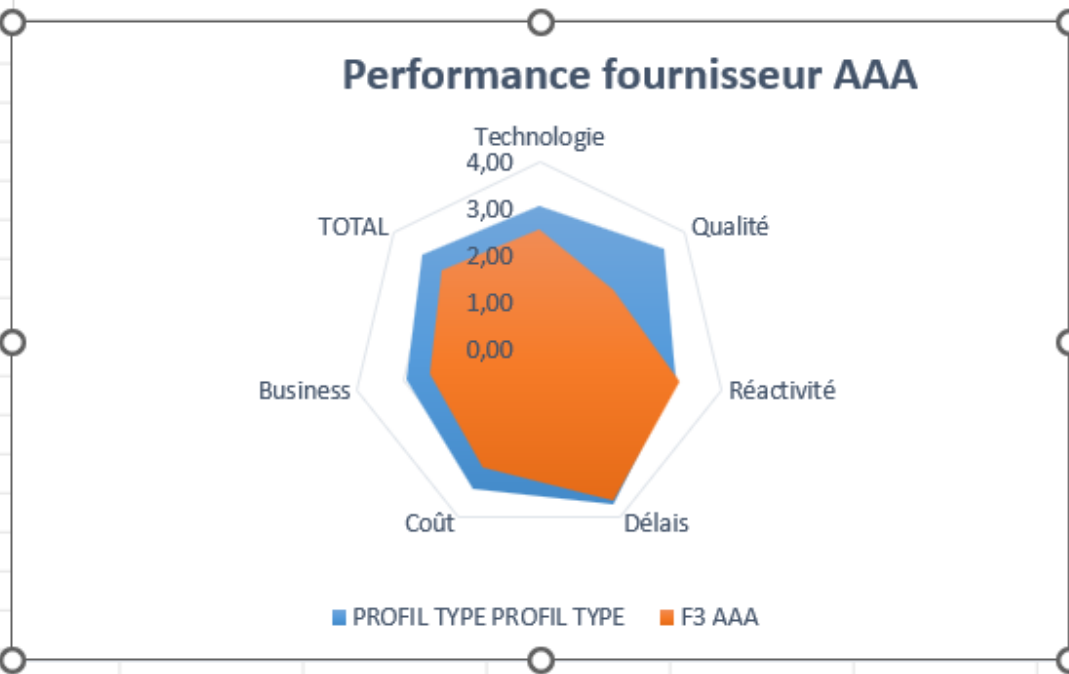 Performance fournisseur AAA
Technologie
4,00
3,00
TOTAL
Qualité
2,00
1,00
0,00
Business
Réactivité
Coût
Délais
PROFIL TYPE PROFIL TYPE
F3 AAA